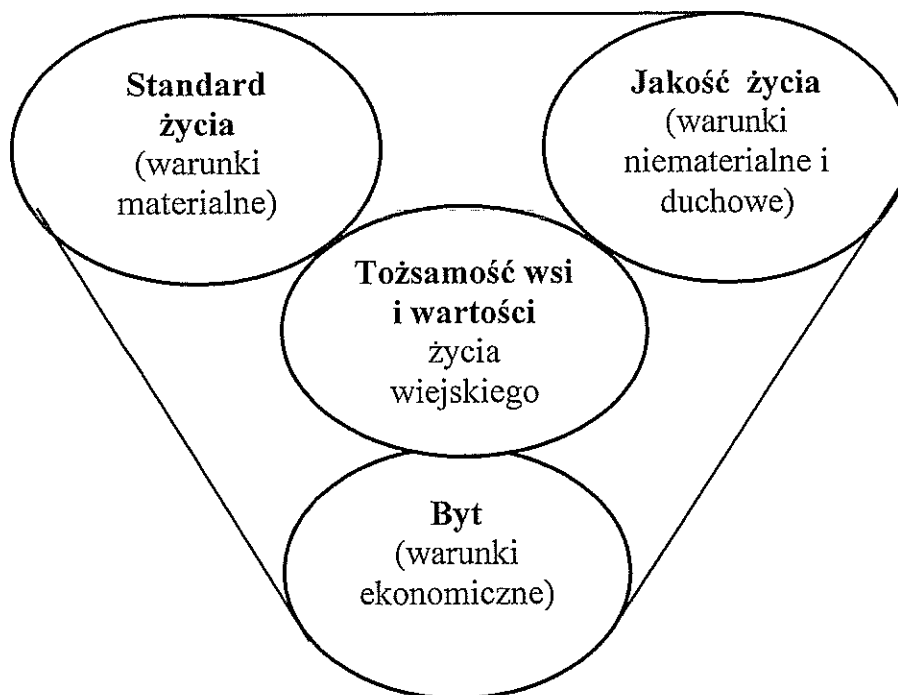 Standard
życia
(warunki
materialne)
Jakość życia
(warunki
niematerialne i
duchowe)
Tożsamość wsi
i wartości
życia
wiejskiego
Byt
(warunki
ekonomiczne)